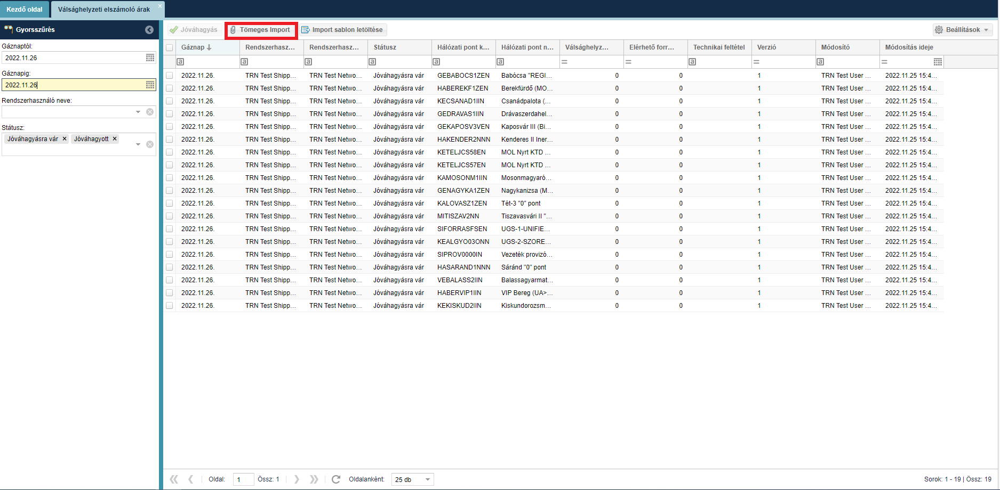 Kezdő oldal Válsághelyzeti elszámoló árak
Gyorsszűrés
Gáznaptól:
2022.11.26
Gáznapig:
2022.11.26
Rendszerhasználó neve:
Státusz:
Jóváhagyásra vár Jóváhagyott
Jóváhagyás Tömeges Import Import sablon letöltése Beállítások
Gáznap Rendszerhasz... Rendszerhasz... Státusz Hálózati pont k... Hálózati pont n... Válsághelyz... Elérhető forr... Technikai feltétel Verzió Módosító Módosítás ideje
2022.11.26. TRN Test Shipp... TRN Test Netwo... Jóváhagyásra vár GEBABOCS1ZEN Babócsa "REGI... 0 0 1 TRN Test User ... 2022.11.25 15:4...
2022.11.26. TRN Test Shipp... TRN Test Netwo... Jóváhagyásra vár HABEREKF1ZEN Berekfürdő (MO... 0 0 1 TRN Test User ... 2022.11.25 15:4...
2022.11.26. TRN Test Shipp... TRN Test Netwo... Jóváhagyásra vár KECSANAD1IIN Csanádpalota (... 0 0 1 TRN Test User ... 2022.11.25 15:4...
2022.11.26. TRN Test Shipp... TRN Test Netwo... Jóváhagyásra vár GEDRAVAS1IIN Drávaszerdahel... 0 0 1 TRN Test User ... 2022.11.25 15:4...
2022.11.26. TRN Test Shipp... TRN Test Netwo... Jóváhagyásra vár GEKAPOSV3VEN Kaposvár III (Bi... 0 0 1 TRN Test User ... 2022.11.25 15:4...
2022.11.26. TRN Test Shipp... TRN Test Netwo... Jóváhagyásra vár HAKENDER2NNN Kenderes II Iner... 0 0 1 TRN Test User ... 2022.11.25 15:4...
2022.11.26. TRN Test Shipp... TRN Test Netwo... Jóváhagyásra vár KETELJCS58EN MOL Nyrt KTD ... 0 0 1 TRN Test User ... 2022.11.25 15:4...
2022.11.26. TRN Test Shipp... TRN Test Netwo... Jóváhagyásra vár KETELJCS57EN MOL Nyrt KTD ... 0 0 1 TRN Test User ... 2022.11.25 15:4...
2022.11.26. TRN Test Shipp... TRN Test Netwo... Jóváhagyásra vár KAMOSONM1IIN Mosonmagyaró... 0 0 1 TRN Test User ... 2022.11.25 15:4...
2022.11.26. TRN Test Shipp... TRN Test Netwo... Jóváhagyásra vár GENAGYKA1ZEN Nagykanizsa (M... 0 0 1 TRN Test User ... 2022.11.25 15:4...
2022.11.26. TRN Test Shipp... TRN Test Netwo... Jóváhagyásra vár KALOVASZ1ZEN Tét-3 "0" pont 0 0 1 TRN Test User ... 2022.11.25 15:4...
2022.11.26. TRN Test Shipp... TRN Test Netwo... Jóváhagyásra vár MITISZAV2NN Tiszavasvári II "... 0 0 1 TRN Test User ... 2022.11.25 15:4...
2022.11.26. TRN Test Shipp... TRN Test Netwo... Jóváhagyásra vár SIFORRASFSEN UGS-1-UNIFIE... 0 0 1 TRN Test User ... 2022.11.25 15:4...
2022.11.26. TRN Test Shipp... TRN Test Netwo... Jóváhagyásra vár KEALGYO03ONN UGS-2-SZORE... 0 0 1 TRN Test User ... 2022.11.25 15:4...
2022.11.26. TRN Test Shipp... TRN Test Netwo... Jóváhagyásra vár SIPROV0000IN Vezeték provizó... 0 0 1 TRN Test User ... 2022.11.25 15:4...
2022.11.26. TRN Test Shipp... TRN Test Netwo... Jóváhagyásra vár HASARAND1NNN Sáránd "0" pont 0 0 1 TRN Test User ... 2022.11.25 15:4...
2022.11.26. TRN Test Shipp... TRN Test Netwo... Jóváhagyásra vár VEBALASS2IIN Balassagyarmat... 0 0 1 TRN Test User ... 2022.11.25 15:4...
2022.11.26. TRN Test Shipp... TRN Test Netwo... Jóváhagyásra vár HABERVIP1IIN VIP Bereg (UA>... 0 0 1 TRN Test User ... 2022.11.25 15:4...
2022.11.26. TRN Test Shipp... TRN Test Netwo... Jóváhagyásra vár KEKISKUD2IIN Kiskundorozsm... 0 0 1 TRN Test User ... 2022.11.25 15:4...
Oldal: 1 Össz: 1 Oldalanként: 25 db Sorok: 1 - 19 | Össz: 19